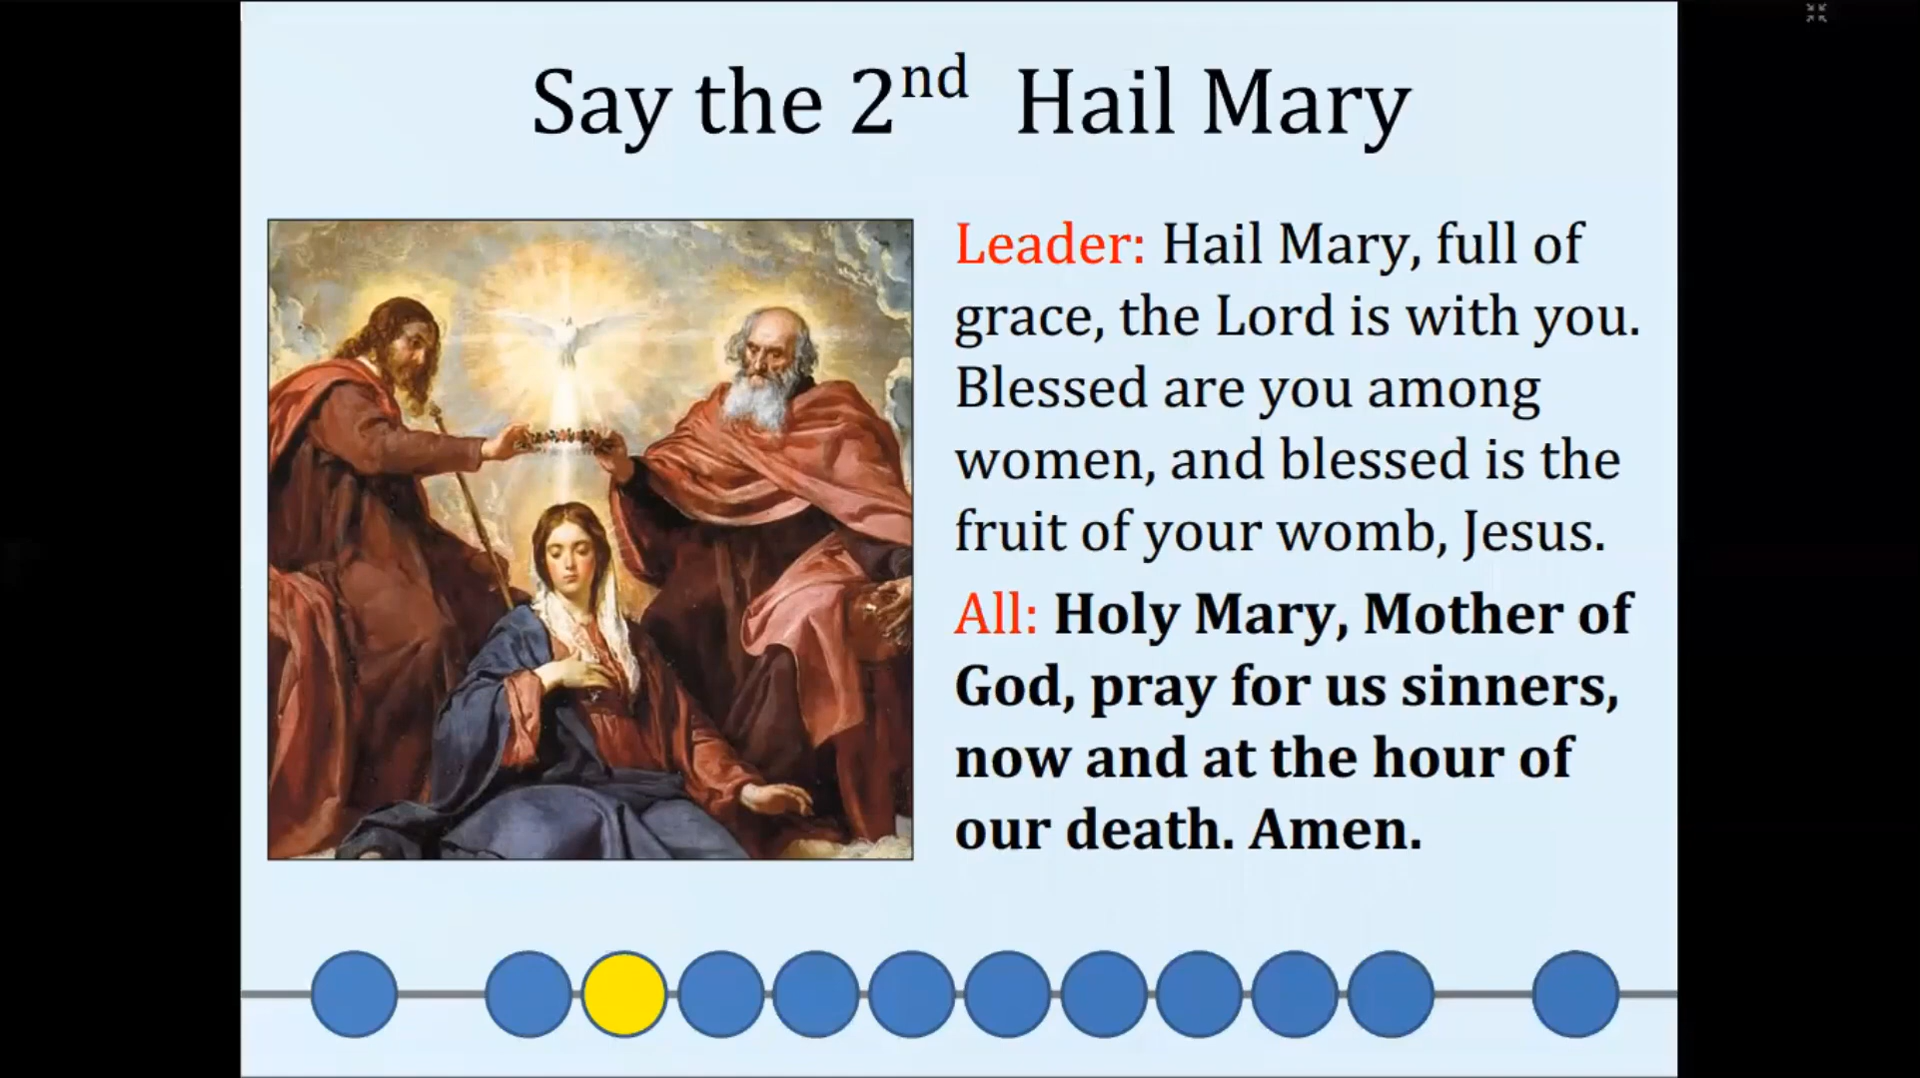 Say the 2nd Hail Mary
Leader: Hail Mary, full of
grace, the Lord is with you.
Blessed are you among
women, and blessed is the
fruit of your womb, Jesus.
All: Holy Mary, Mother of
God, pray for us sinners,
now and at the hour of
our death. Amen.